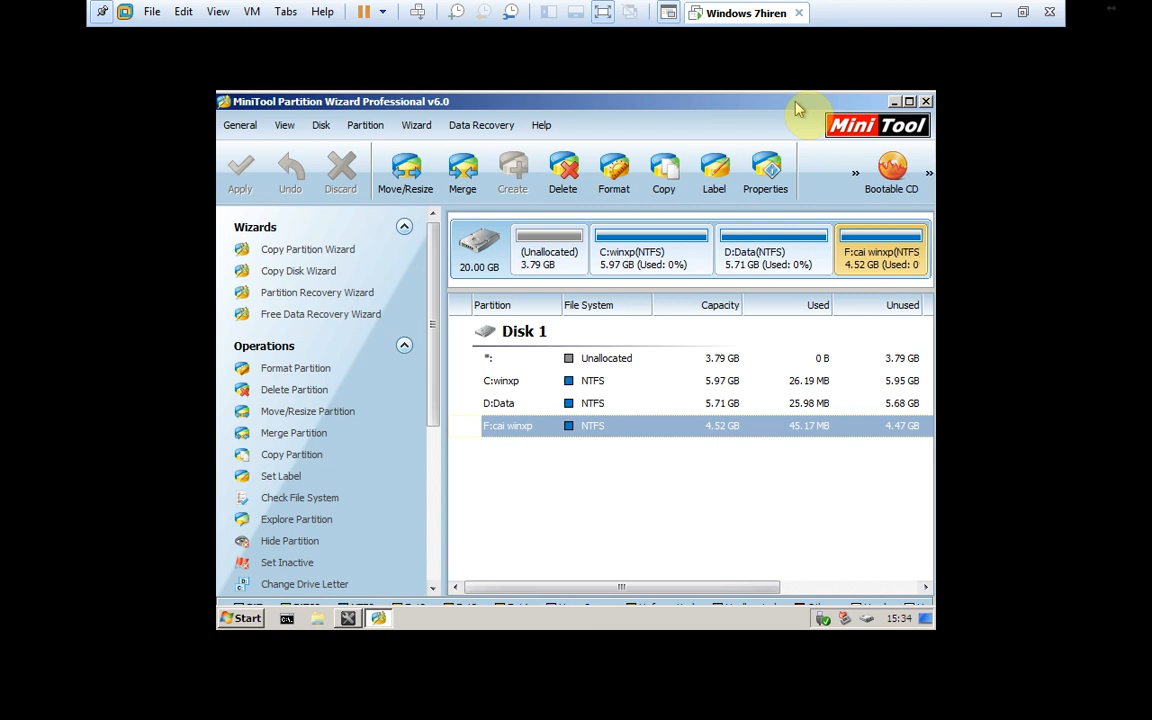 File Edit View VM Tabs Help Windows 7hiren
MiniTool Partition Wizard Professional v6.0
General View Disk Partition Wizard Data Recovery Help
Mini Tool
Apply Undo Discard Move/Resize Merge Create Delete Format Copy Label Properties » Bootable CD »
Wizards
Copy Partition Wizard
Copy Disk Wizard
Partition Recovery Wizard
Free Data Recovery Wizard
Operations
Format Partition
Delete Partition
Move/Resize Partition
Merge Partition
Copy Partition
Set Label
Check File System
Explore Partition
Hide Partition
Set Inactive
Change Drive Letter
20.00 GB
(Unallocated)
3.79 GB
C:winxp(NTFS)
5.97 GB (Used: 0%)
D:Data(NTFS)
5.71 GB (Used: 0%)
F:cai winxp(NTFS
4.52 GB (Used: 0
Partition File System Capacity Used Unused
Disk 1
*: Unallocated 3.79 GB 0 B 3.79 GB
C:winxp NTFS 5.97 GB 26.19 MB 5.95 GB
D:Data NTFS 5.71 GB 25.98 MB 5.68 GB
F:cai winxp NTFS 4.52 GB 45.17 MB 4.47 GB
Start 15:34